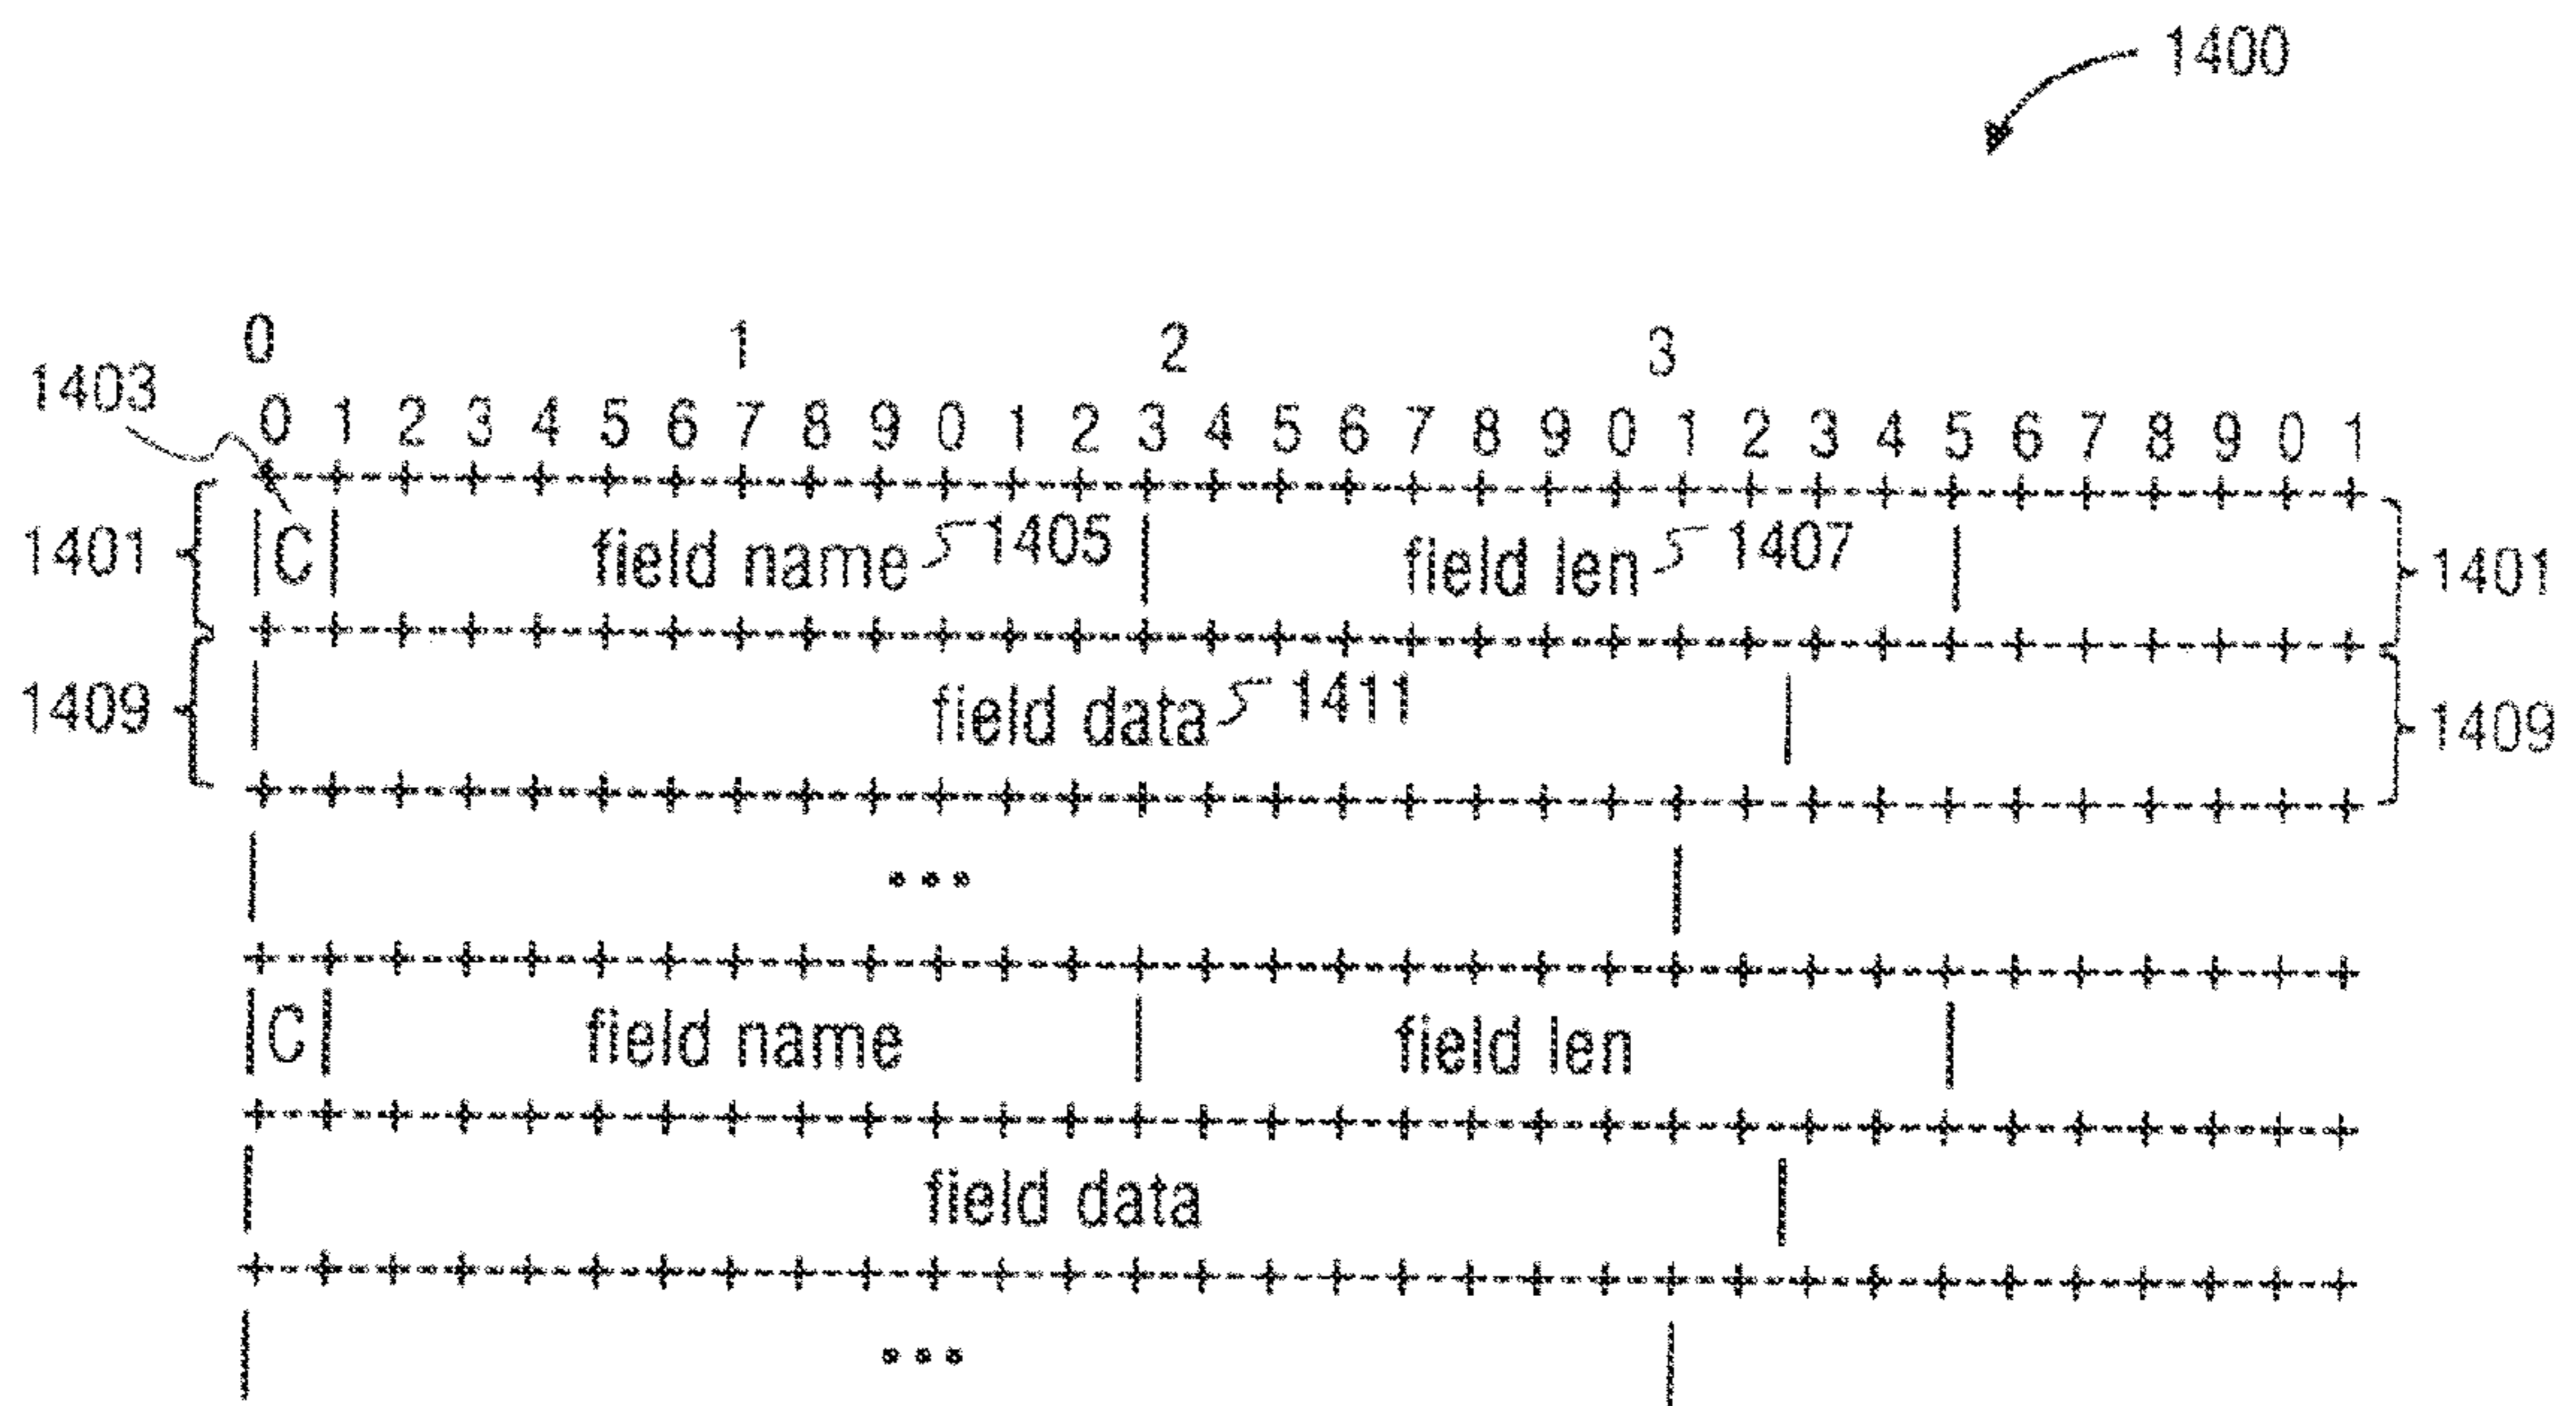 1400
0 1 2 3
1403
0 1 2 3 4 5 6 7 8 9 0 1 2 3 4 5 6 7 8 9 0 1 2 3 4 5 6 7 8 9 0 1
1401 |C| field name 1405 | field len 1407 | 1401
1409 | field data 1411 | 1409
| ... |
|C| field name | field len |
| field data |
| ... |